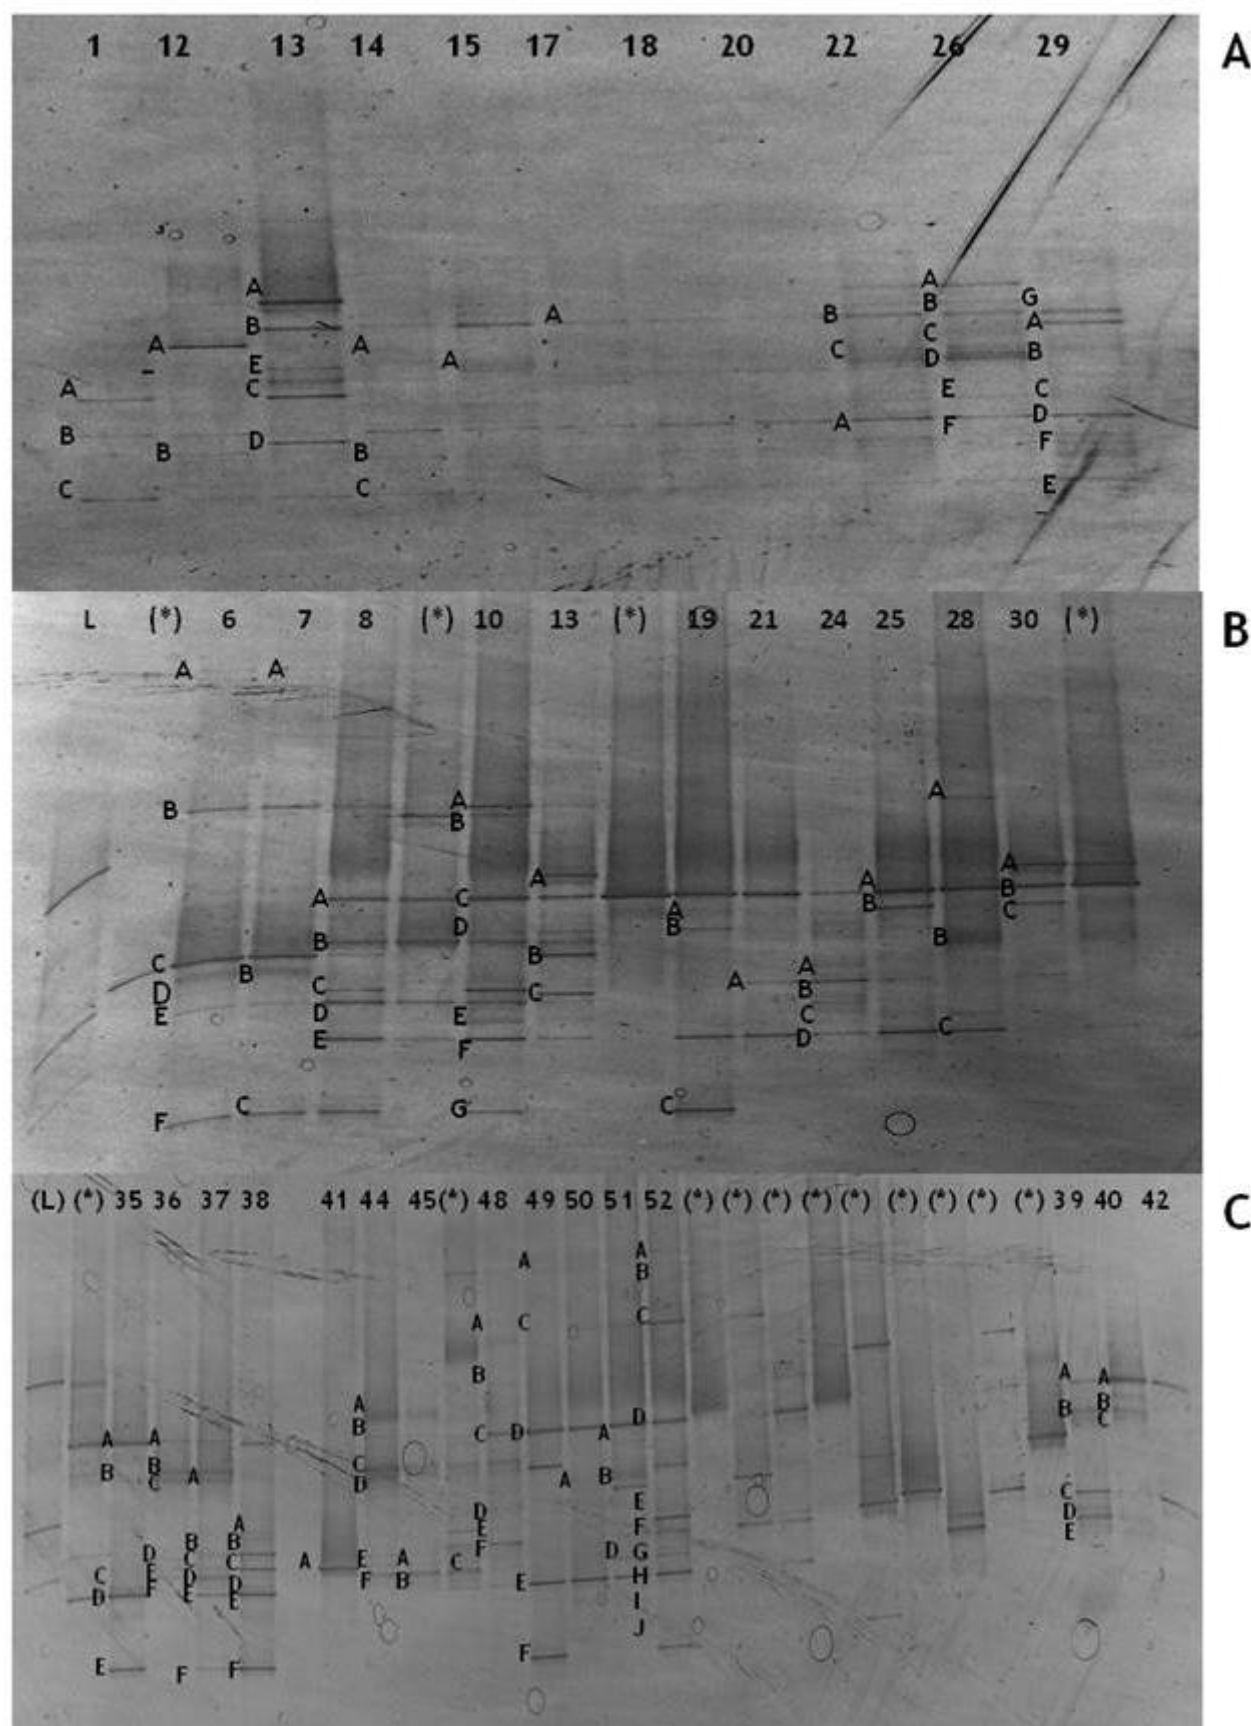 1 12 13 14 15 17 18 20 22 26 29 A
A
A G
B A B
B A
A A C B
A D B
E
A C E C
A D
B D A F
B B F
C C E
L (*) 6 7 8 (*) 10 13 (*) 19 21 24 25 28 30 (*) B
A A
A
B A
B
A
A A
A C B B
A C
B D B
B B
C A
B A
D C C B
E D E C
E F C D
C G C
F
(L) (*) 35 36 37 38 41 44 45 (*) 48 49 50 51 52 (*) (*) (*) (*) (*) (*) (*) (*) (*) 39 40 42 C
A
A B
A C C
B A A
A B B
B D C
A A C D A
B B C A B
C A D A C
E D
A D F E
B B E
D C C A E A C F D G
C E D D F B E H
D F E E I
J
E F F F